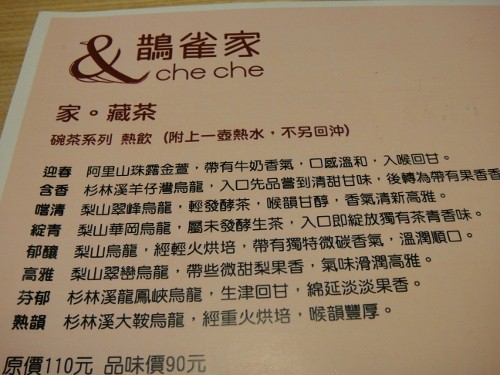 & 鵲雀家
che che
家。藏茶
碗茶系列 熱飲 (附上一壺熱水,不另回沖)
迎春 阿里山珠露金萱,帶有牛奶香氣,口感溫和,入喉回甘。
含香 杉林溪羊仔灣烏龍,入口先品嘗到清甜甘味,後轉為帶有果香香
嚐清 梨山翠峰烏龍,輕發酵茶,喉韻甘醇,香氣清新高雅。
綻青 梨山華岡烏龍,屬未發酵生茶,入口即綻放獨有茶青香味。
郁釀 梨山烏龍,經輕火烘培,帶有獨特微碳香氣,溫潤順口。
高雅 梨山翠巒烏龍,帶些微甜梨果香,氣味滑潤高雅。
芬郁 杉林溪龍鳳峽烏龍,生津回甘,綿延淡淡果香。
熱韻 杉林溪大鞍烏龍,經重火烘培,喉韻豐厚。
原價110元 品味價90元